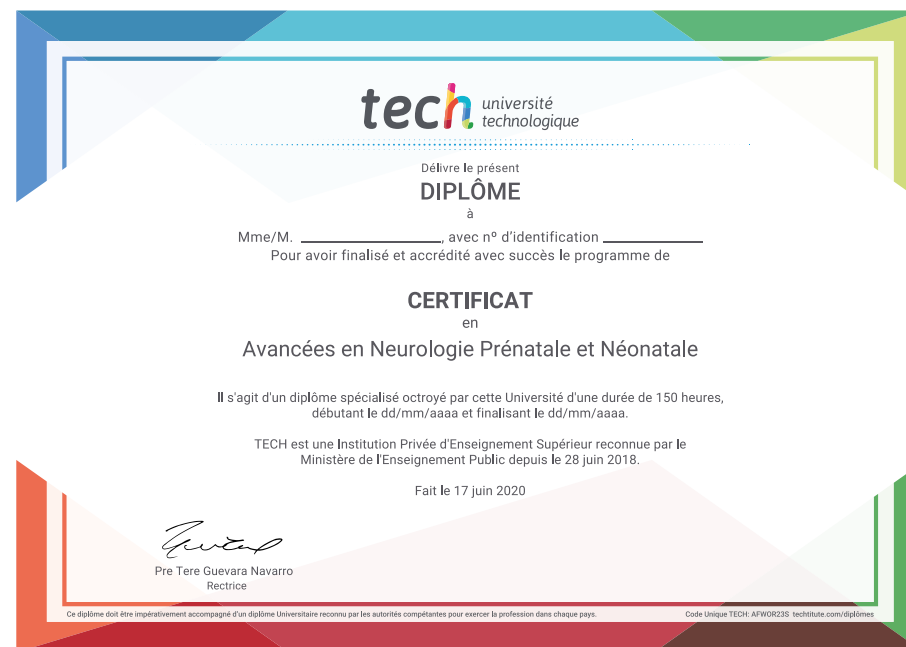 tech université
technologique
Délivre le présent
DIPLÔME
à
Mme/M. ____________________, avec nº d'identification ______________
Pour avoir finalisé et accrédité avec succès le programme de
CERTIFICAT
en
Avancées en Neurologie Prénatale et Néonatale
Il s'agit d'un diplôme spécialisé octroyé par cette Université d'une durée de 150 heures,
débutant le dd/mm/aaaa et finalisant le dd/mm/aaaa.
TECH est une Institution Privée d'Enseignement Supérieur reconnue par le
Ministère de l'Enseignement Public depuis le 28 juin 2018.
Fait le 17 juin 2020
Pre Tere Guevara Navarro
Rectrice
Ce diplôme doit être impérativement accompagné d'un diplôme Universitaire reconnu par les autorités compétantes pour exercer la profession dans chaque pays. Code Unique TECH: AFWOR23S techtitute.com/diplômes